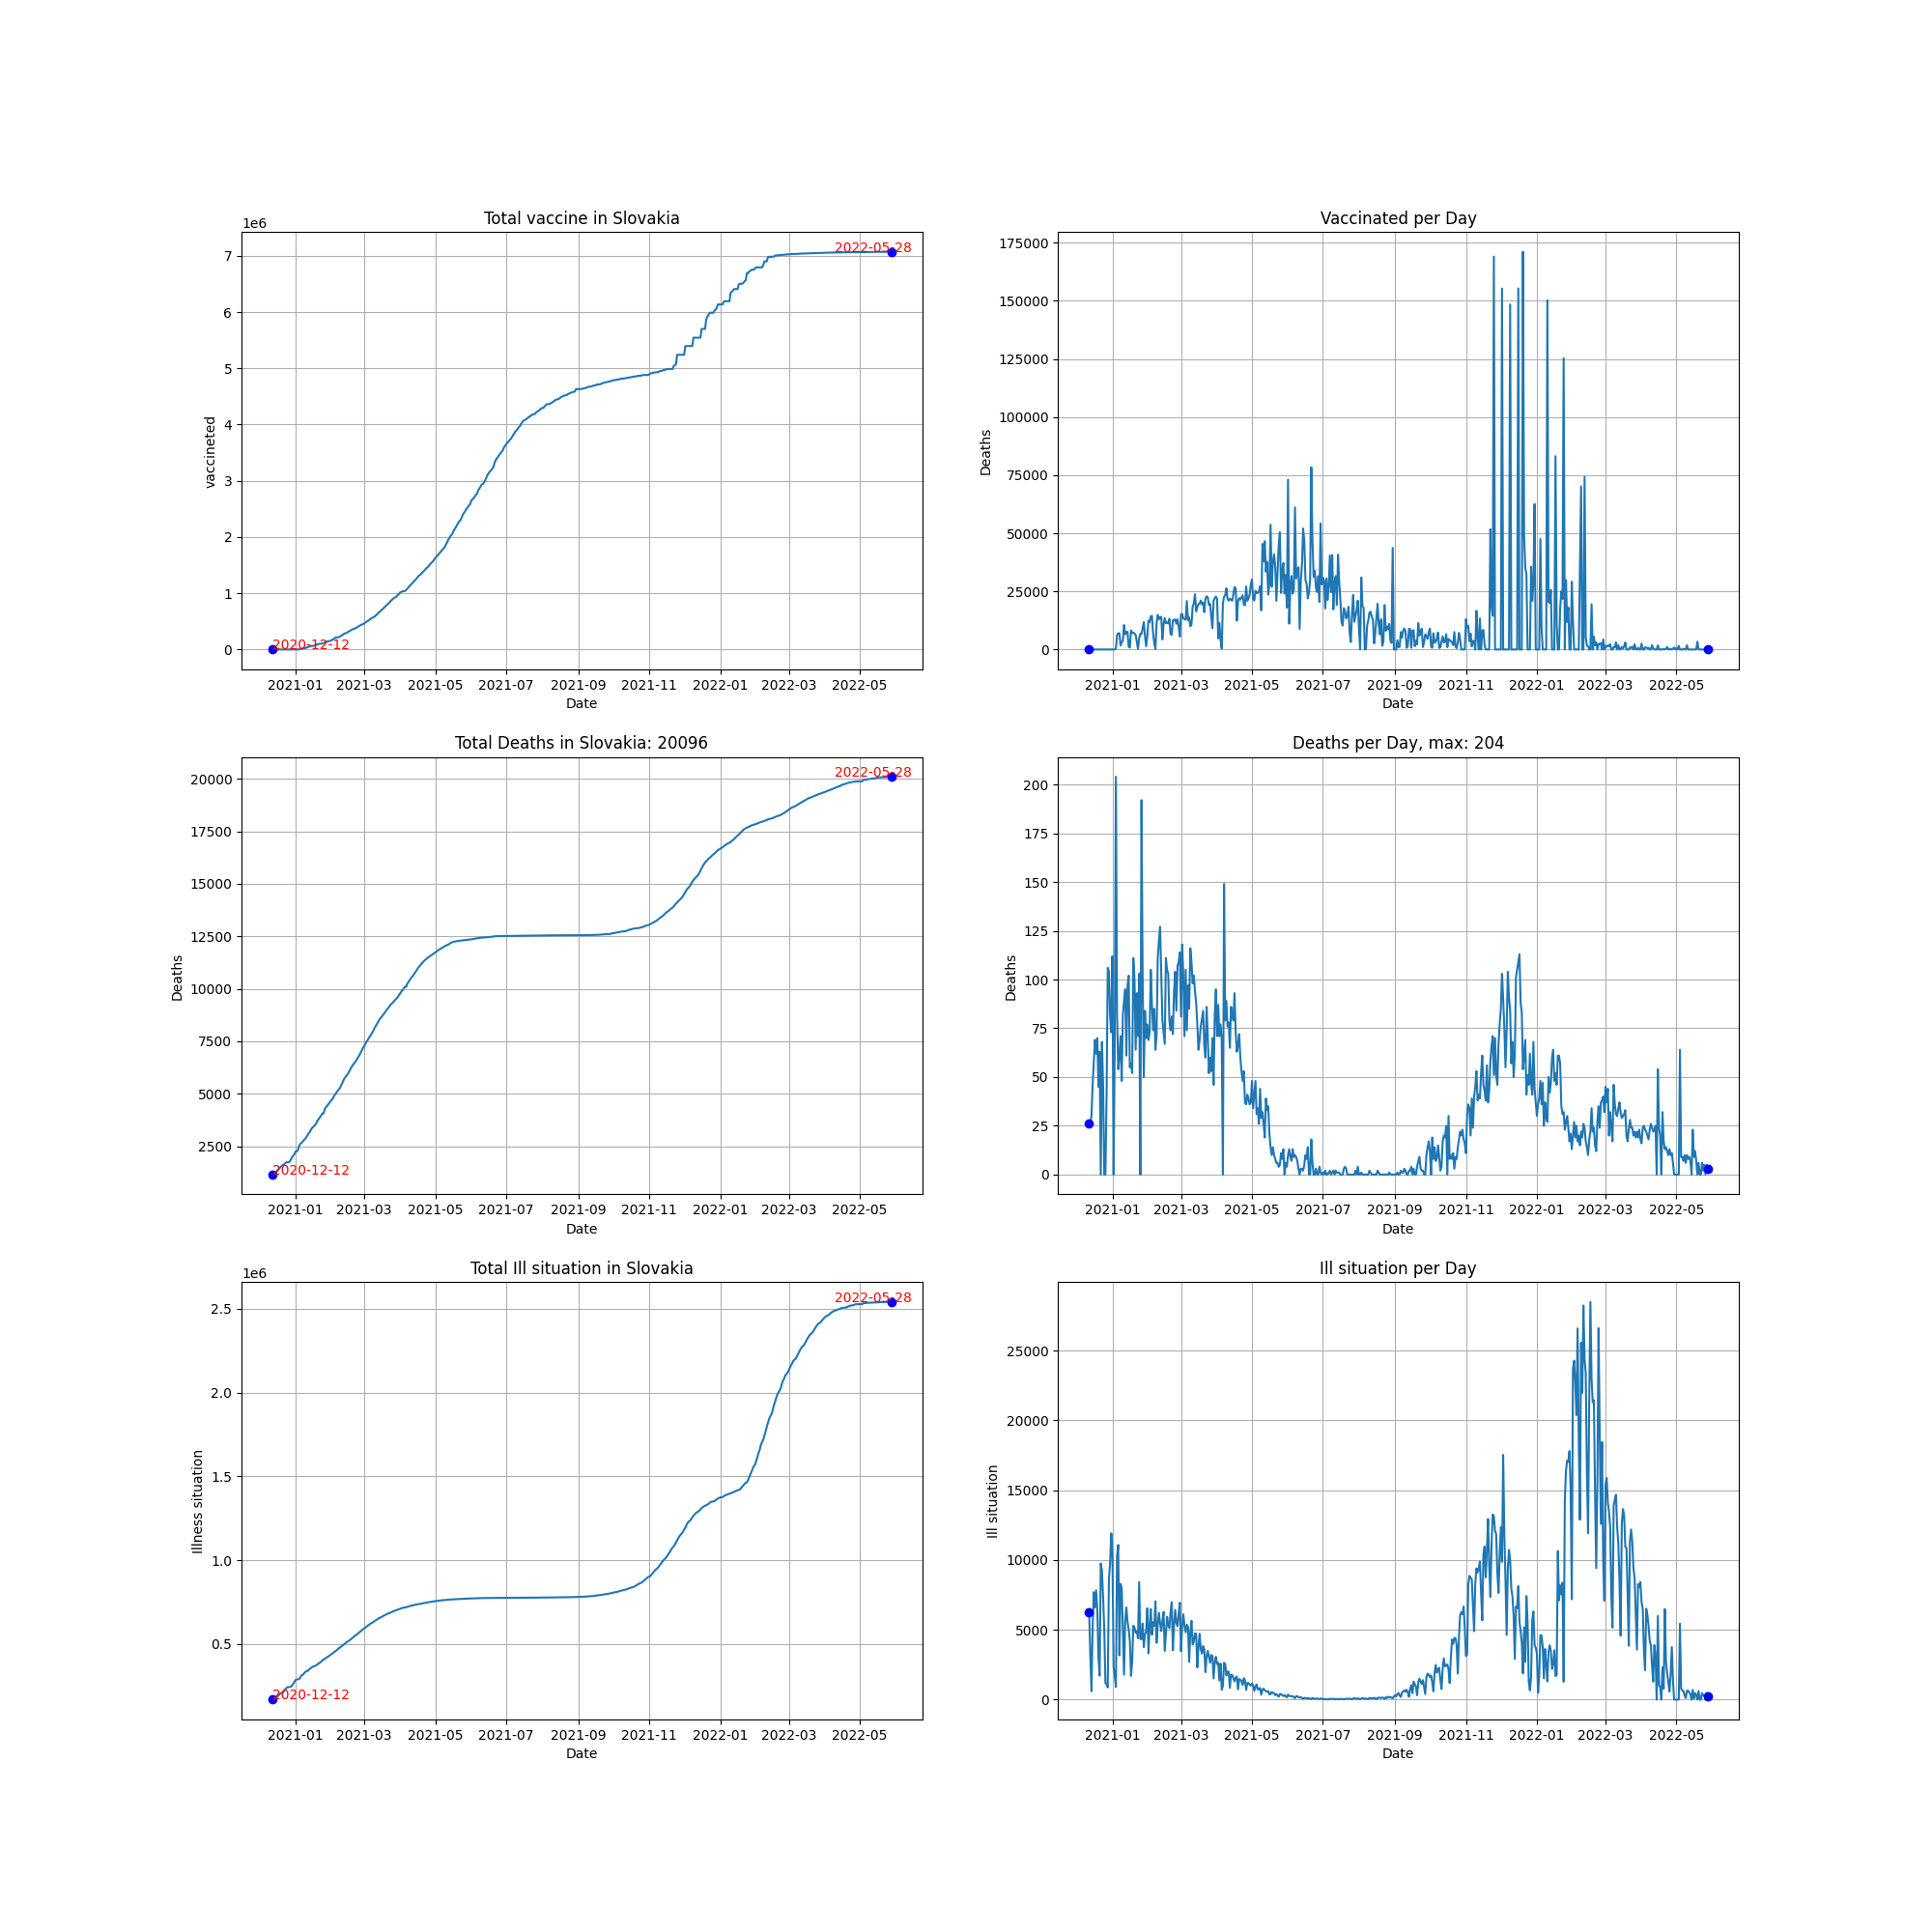 Total vaccine in Slovakia
1e6
vaccineted
7
6
5
4
3
2
1
0
2020-12-12
2022-05-28
2021-01 2021-03 2021-05 2021-07 2021-09 2021-11 2022-01 2022-03 2022-05
Date
Vaccinated per Day
Deaths
175000
150000
125000
100000
75000
50000
25000
0
2021-01 2021-03 2021-05 2021-07 2021-09 2021-11 2022-01 2022-03 2022-05
Date
Total Deaths in Slovakia: 20096
Deaths
20000
17500
15000
12500
10000
7500
5000
2500
2020-12-12
2022-05-28
2021-01 2021-03 2021-05 2021-07 2021-09 2021-11 2022-01 2022-03 2022-05
Date
Deaths per Day, max: 204
Deaths
200
175
150
125
100
75
50
25
0
2021-01 2021-03 2021-05 2021-07 2021-09 2021-11 2022-01 2022-03 2022-05
Date
Total Ill situation in Slovakia
1e6
Illness situation
2.5
2.0
1.5
1.0
0.5
2020-12-12
2022-05-28
2021-01 2021-03 2021-05 2021-07 2021-09 2021-11 2022-01 2022-03 2022-05
Date
Ill situation per Day
Ill situation
25000
20000
15000
10000
5000
0
2021-01 2021-03 2021-05 2021-07 2021-09 2021-11 2022-01 2022-03 2022-05
Date